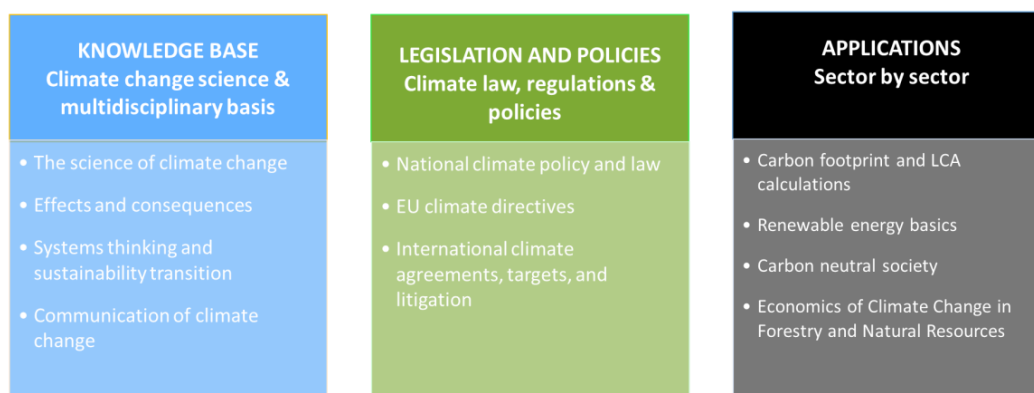 KNOWLEDGE BASE
Climate change science &
multidisciplinary basis
• The science of climate change
• Effects and consequences
• Systems thinking and
sustainability transition
• Communication of climate
change
LEGISLATION AND POLICIES
Climate law, regulations &
policies
• National climate policy and law
• EU climate directives
• International climate
agreements, targets, and
litigation
APPLICATIONS
Sector by sector
• Carbon footprint and LCA
calculations
• Renewable energy basics
• Carbon neutral society
• Economics of Climate Change in
Forestry and Natural Resources